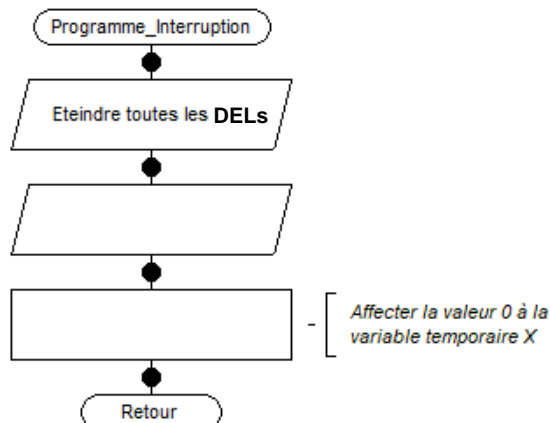 Programme_Interruption
Eteindre toutes les DELs
Affecter la valeur 0 à la
variable temporaire X
Retour